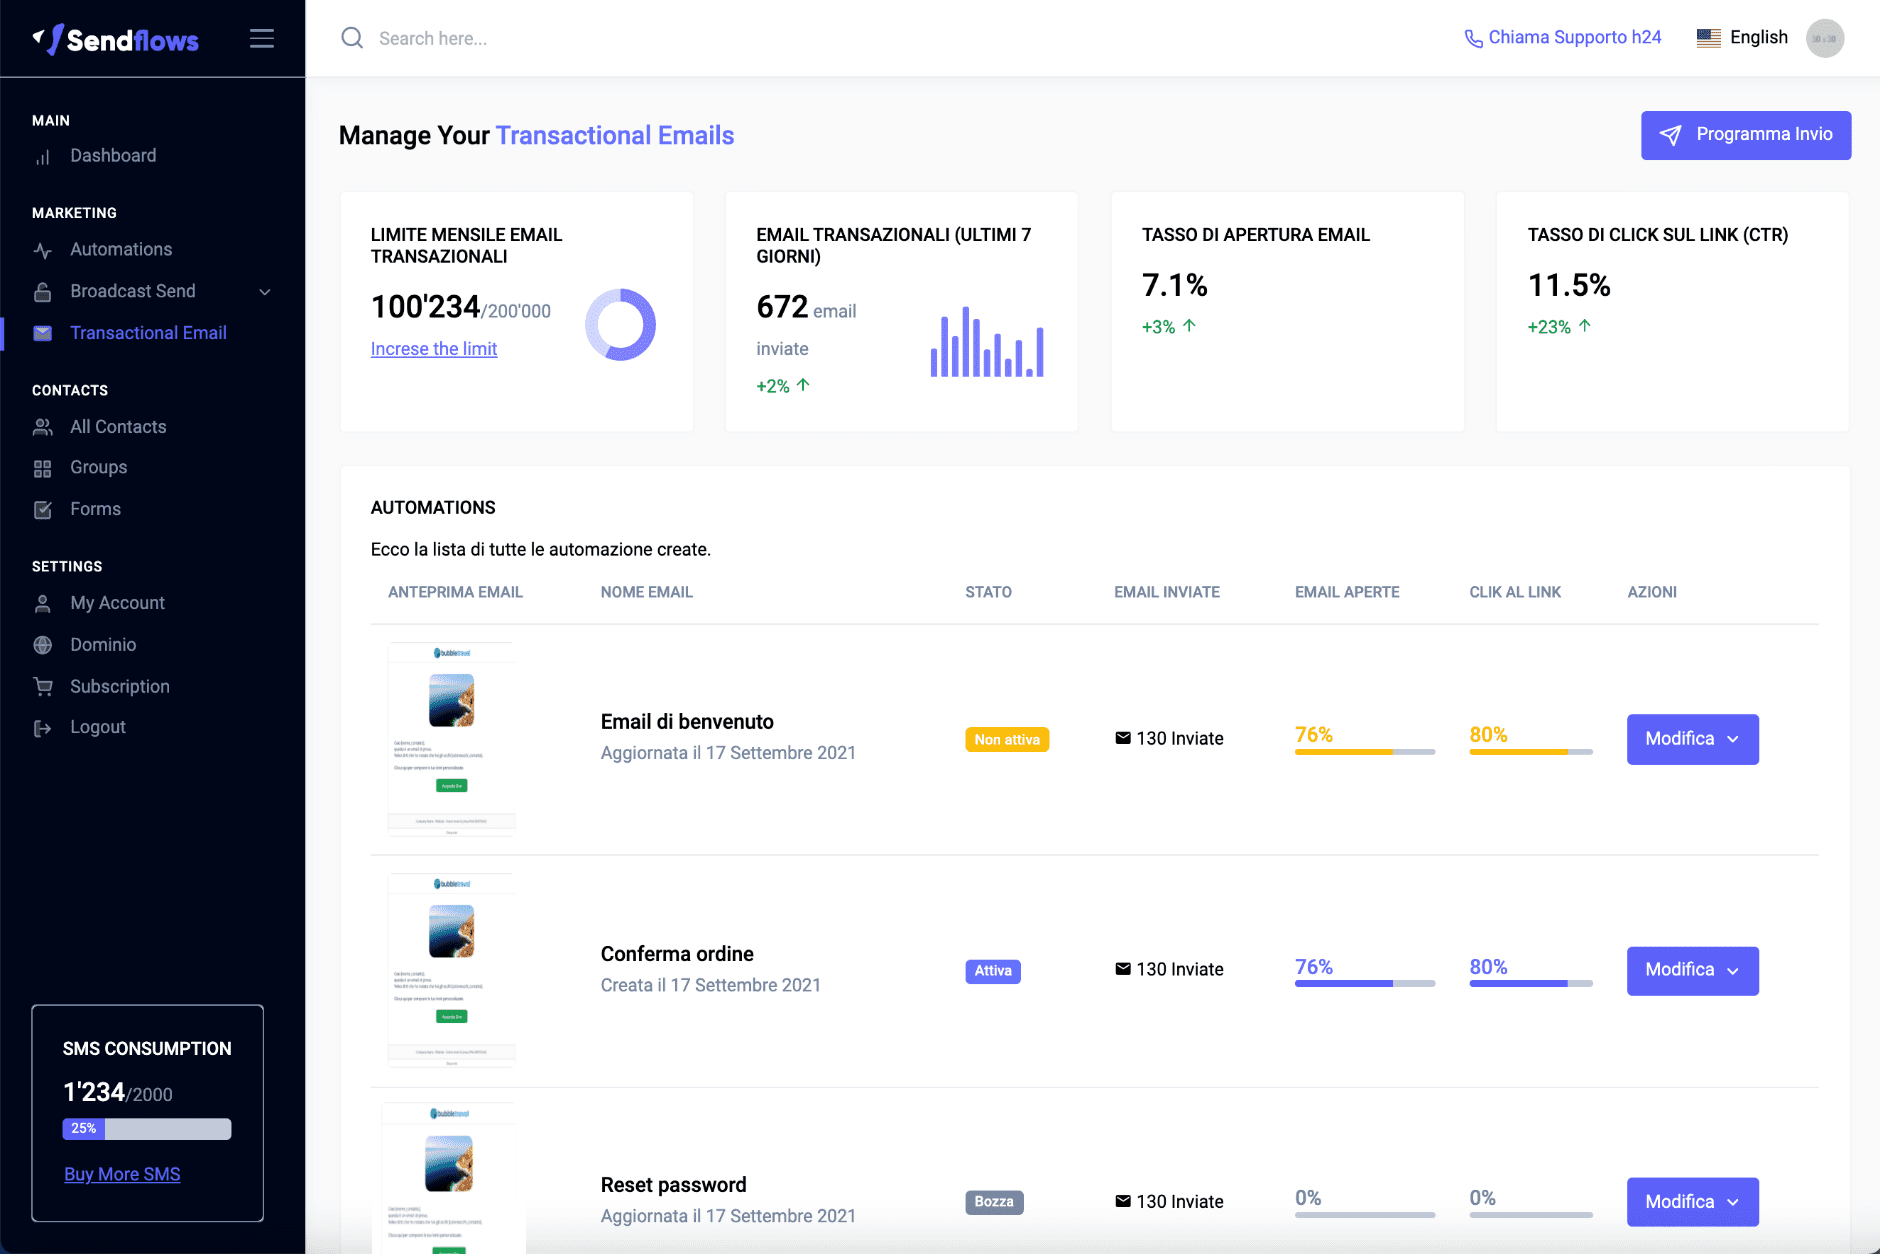 Sendflows
Search here...
Chiama Supporto h24
English
MAIN
Dashboard
MARKETING
Automations
Broadcast Send
Transactional Email
CONTACTS
All Contacts
Groups
Forms
SETTINGS
My Account
Dominio
Subscription
Logout
SMS CONSUMPTION
1'234/2000
25%
Buy More SMS
Manage Your Transactional Emails
Programma Invio
LIMITE MENSILE EMAIL
TRANSAZIONALI
100'234/200'000
Increse the limit
EMAIL TRANSAZIONALI (ULTIMI 7
GIORNI)
672 email
inviate
+2%
TASSO DI APERTURA EMAIL
7.1%
+3%
TASSO DI CLICK SUL LINK (CTR)
11.5%
+23%
AUTOMATIONS
Ecco la lista di tutte le automazione create.
ANTEPRIMA EMAIL NOME EMAIL STATO EMAIL INVIATE EMAIL APERTE CLIK AL LINK AZIONI
bubbletravel
Email di benvenuto
Aggiornata il 17 Settembre 2021
Non attiva
130 Inviate
76%
80%
Modifica
bubbletravel
Conferma ordine
Creata il 17 Settembre 2021
Attiva
130 Inviate
76%
80%
Modifica
bubbletravel
Reset password
Aggiornata il 17 Settembre 2021
Bozza
130 Inviate
0%
0%
Modifica